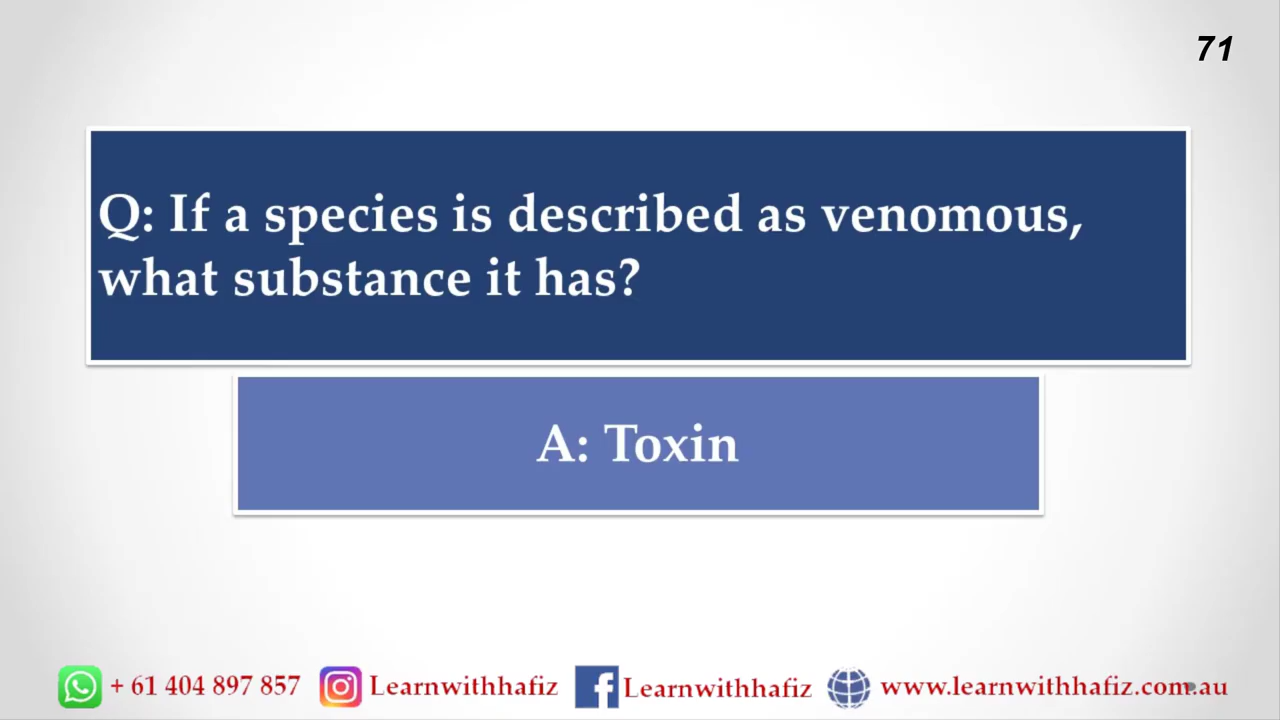 71
Q: If a species is described as venomous,
what substance it has?
A: Toxin
+ 61 404 897 857 Learnwithhafiz Learnwithhafiz www.learnwithhafiz.com.au